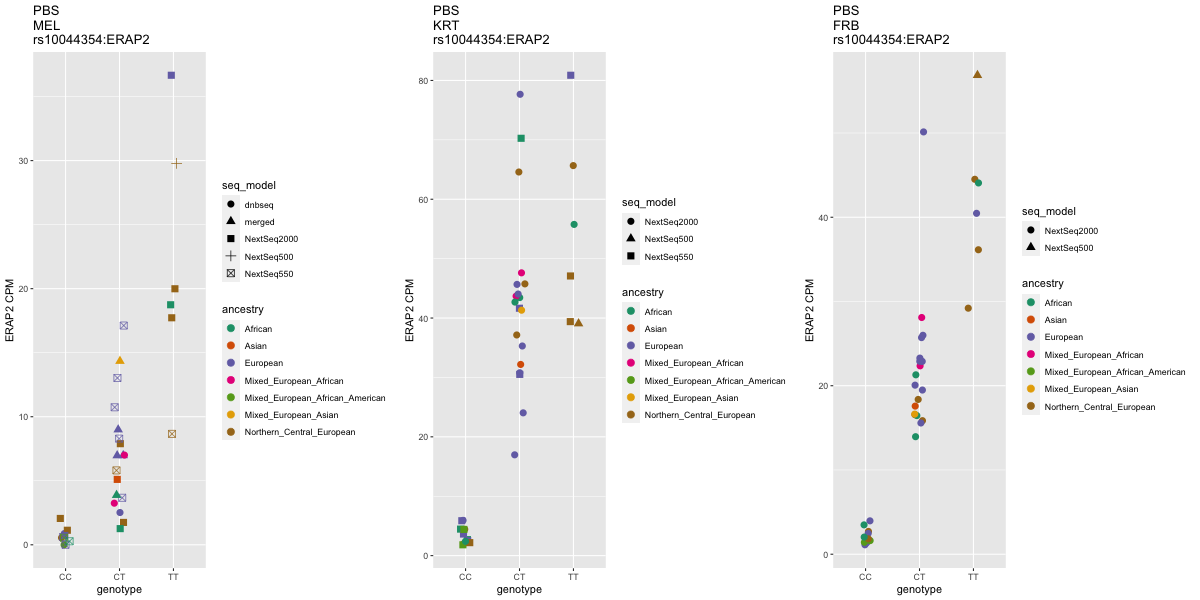 PBS
MEL
rs10044354:ERAP2
ERAP2 CPM
30
20
10
0
CC
CT
TT
genotype
seq_model
dnbseq
merged
NextSeq2000
NextSeq500
NextSeq550
ancestry
African
Asian
European
Mixed_European_African
Mixed_European_African_American
Mixed_European_Asian
Northern_Central_European
PBS
KRT
rs10044354:ERAP2
ERAP2 CPM
80
60
40
20
0
CC
CT
TT
genotype
seq_model
NextSeq2000
NextSeq500
NextSeq550
ancestry
African
Asian
European
Mixed_European_African
Mixed_European_African_American
Mixed_European_Asian
Northern_Central_European
PBS
FRB
rs10044354:ERAP2
ERAP2 CPM
40
20
0
CC
CT
TT
genotype
seq_model
NextSeq2000
NextSeq500
ancestry
African
Asian
European
Mixed_European_African
Mixed_European_African_American
Mixed_European_Asian
Northern_Central_European